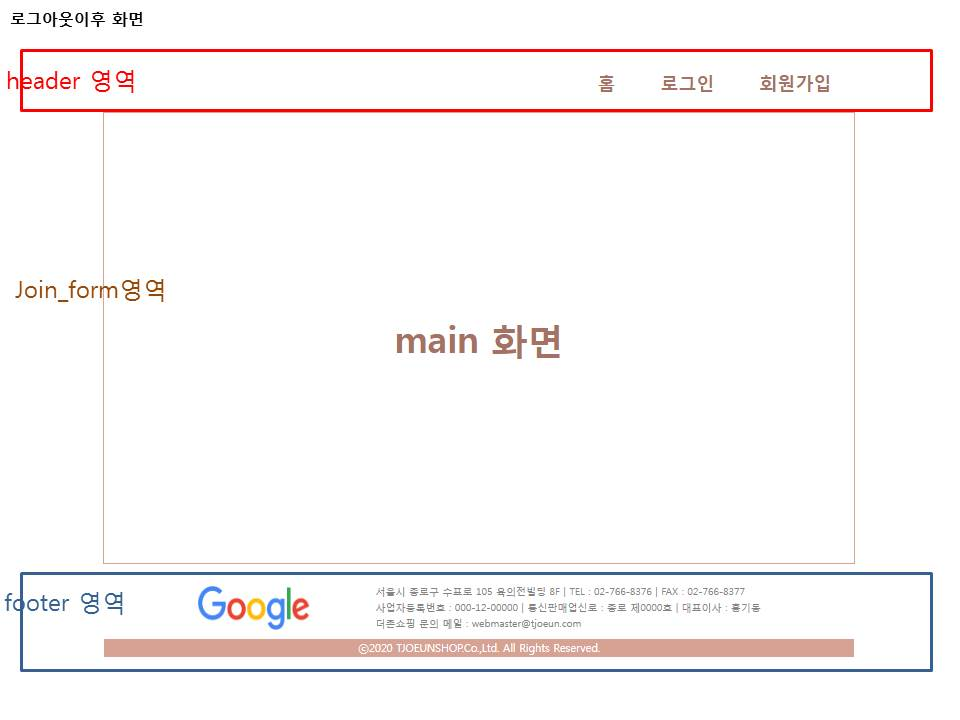 로그아웃이후 화면
header 영역
홈 로그인 회원가입
Join_form영역
main 화면
footer 영역
Google
서울시 종로구 수표로 105 육의전빌딩 8F | TEL : 02-766-8376 | FAX : 02-766-8377
사업자등록번호 : 000-12-00000 | 통신판매업신로 : 종로 제0000호 | 대표이사 : 홍기동
더존쇼핑 문의 메일 : webmaster@tjoeun.com
ⓒ2020 TJOEUNSHOP.Co.,Ltd. All Rights Reserved.